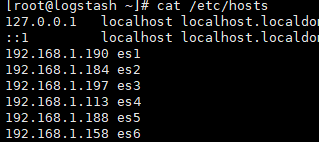 [root@logstash ~]# cat /etc/hosts
127.0.0.1 localhost localhost.localdon
::1 localhost localhost.localdon
192.168.1.190 es1
192.168.1.184 es2
192.168.1.197 es3
192.168.1.113 es4
192.168.1.188 es5
192.168.1.158 es6